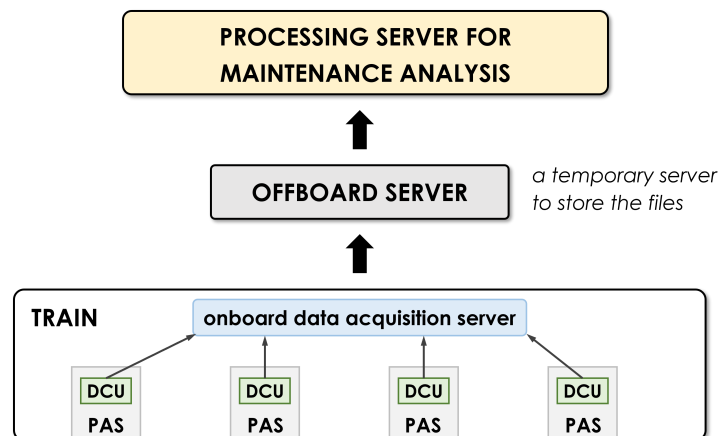 PROCESSING SERVER FOR
MAINTENANCE ANALYSIS
OFFBOARD SERVER
a temporary server
to store the files
TRAIN
onboard data acquisition server
DCU DCU DCU DCU
PAS PAS PAS PAS